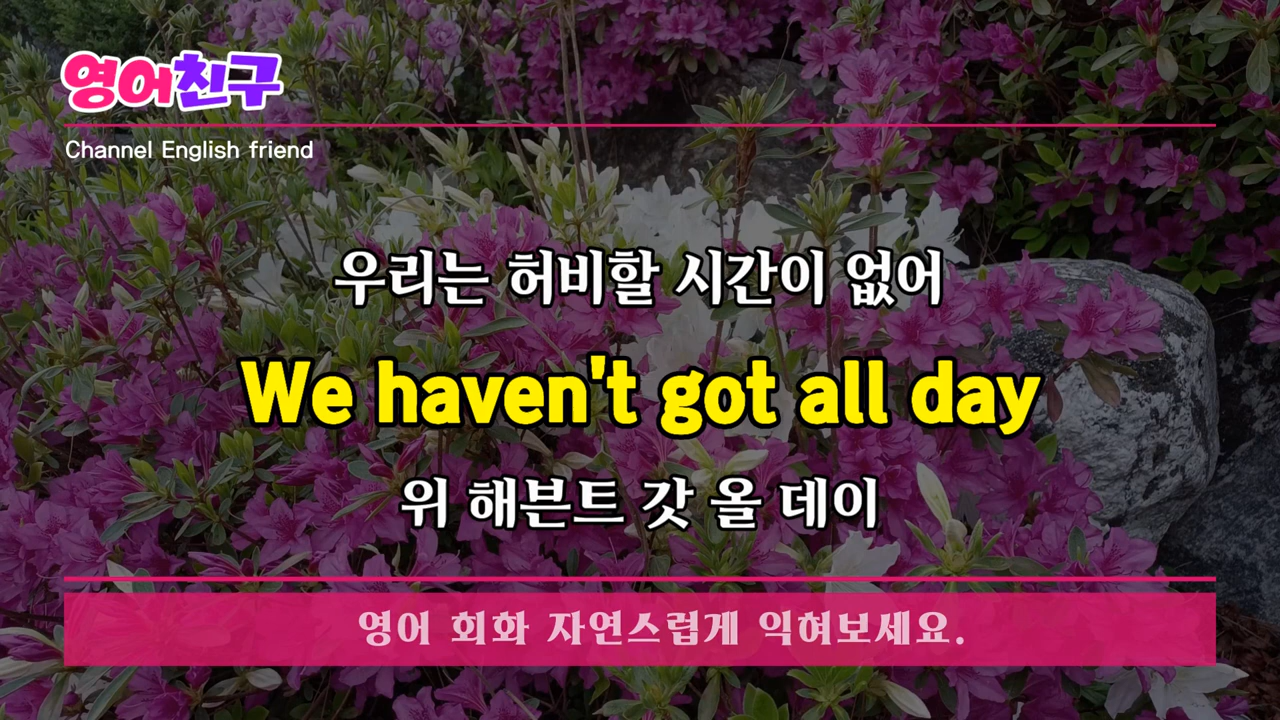 영어친구
Channel English friend
우리는 허비할 시간이 없어
We haven't got all day
위 해븐트 갓 올 데이
영어 회화 자연스럽게 익혀보세요.